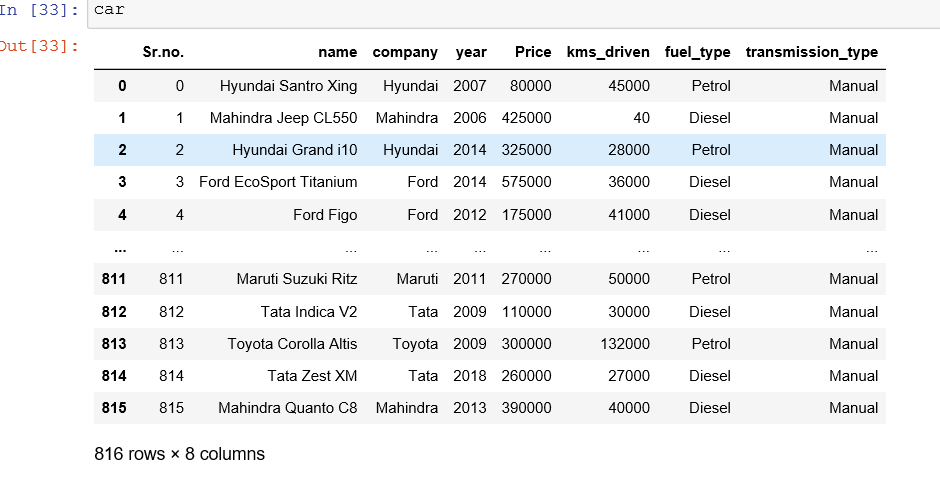 In [33]: car
Out[33]:
Sr.no. name company year Price kms_driven fuel_type transmission_type
0 0 Hyundai Santro Xing Hyundai 2007 80000 45000 Petrol Manual
1 1 Mahindra Jeep CL550 Mahindra 2006 425000 40 Diesel Manual
2 2 Hyundai Grand i10 Hyundai 2014 325000 28000 Petrol Manual
3 3 Ford EcoSport Titanium Ford 2014 575000 36000 Diesel Manual
4 4 Ford Figo Ford 2012 175000 41000 Diesel Manual
... ... ... ... ... ... ... ... ...
811 811 Maruti Suzuki Ritz Maruti 2011 270000 50000 Petrol Manual
812 812 Tata Indica V2 Tata 2009 110000 30000 Diesel Manual
813 813 Toyota Corolla Altis Toyota 2009 300000 132000 Petrol Manual
814 814 Tata Zest XM Tata 2018 260000 27000 Diesel Manual
815 815 Mahindra Quanto C8 Mahindra 2013 390000 40000 Diesel Manual
816 rows × 8 columns